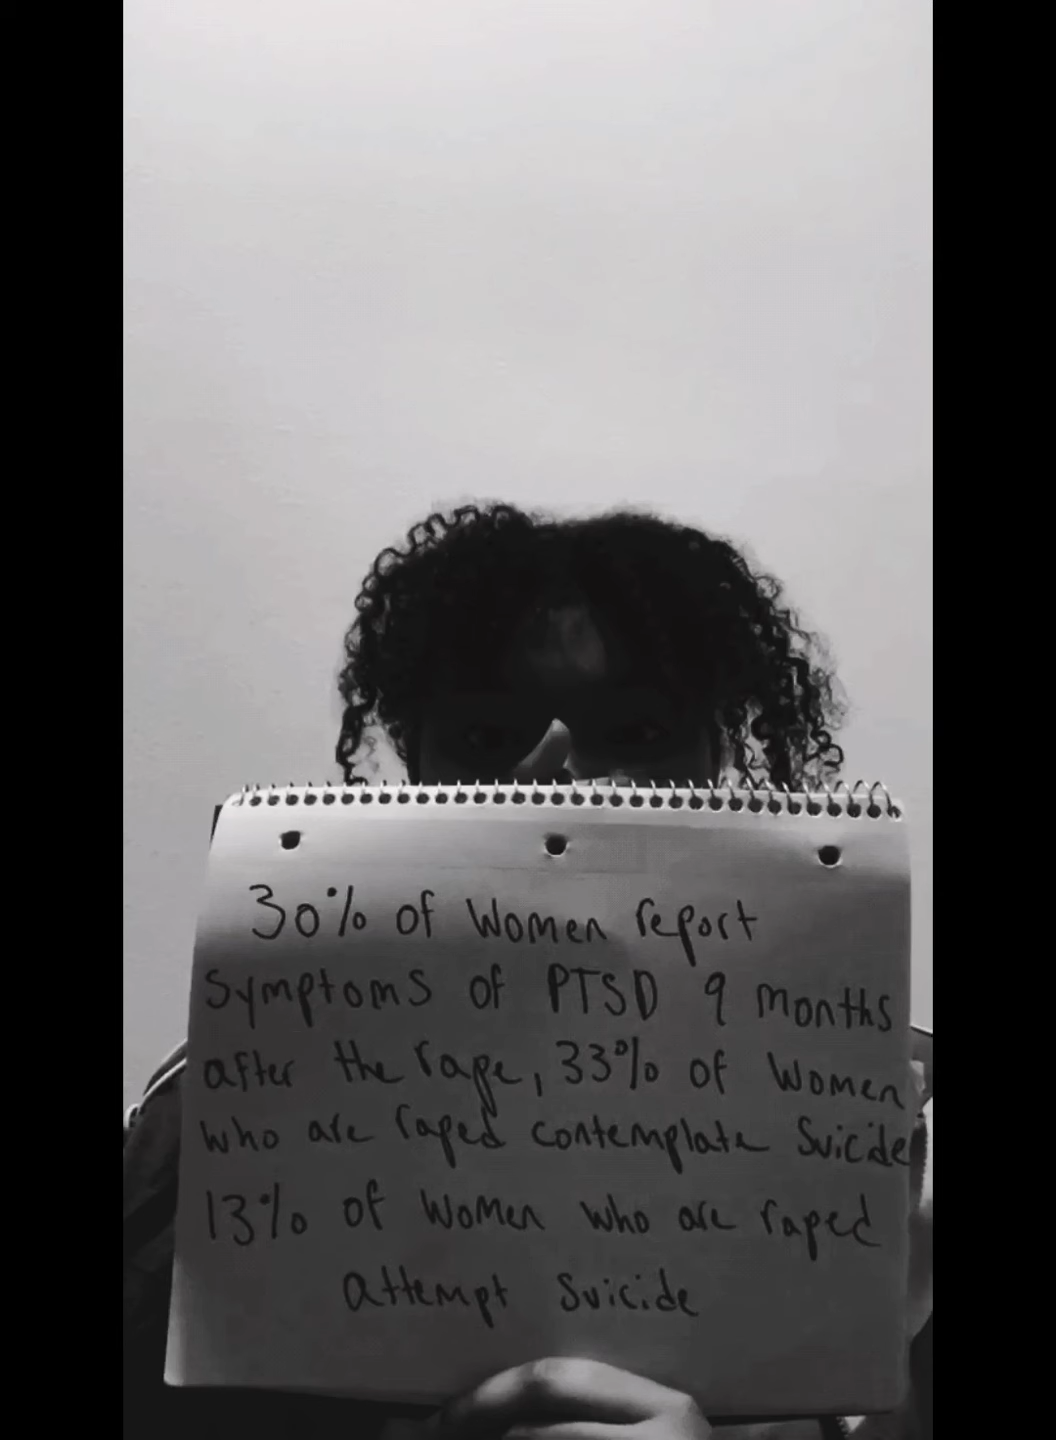 30% of Women report
Symptoms of PTSD 9 months
after the rape, 33% of Women
who are raped contemplate Suicide
13% of Women who are raped
attempt Suicide